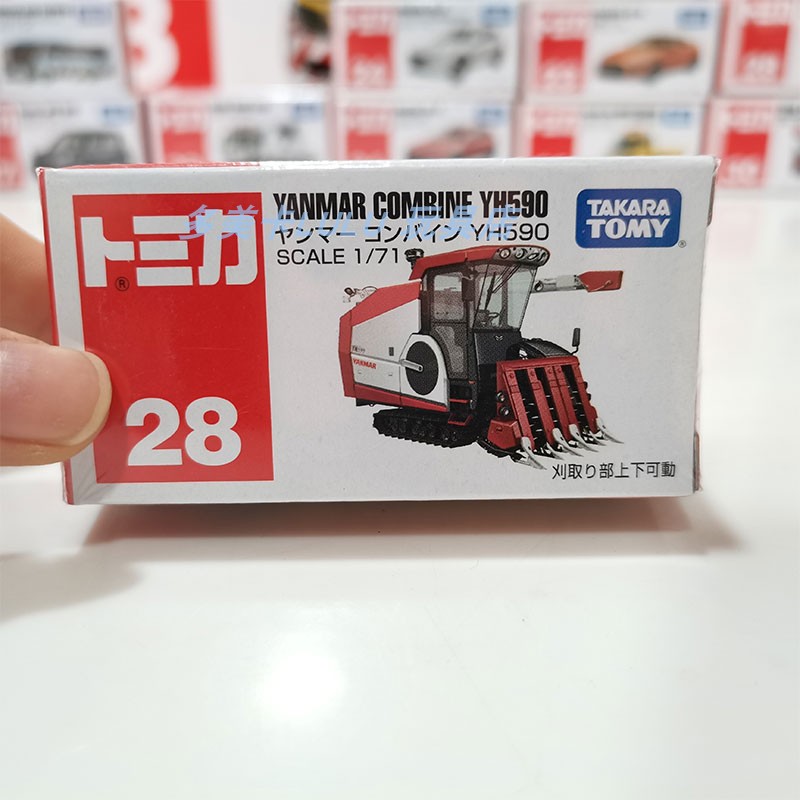 トミカ
®
28
YANMAR COMBINE YH590
ヤンマー コンバイン YH590
SCALE 1/71
TAKARA
TOMY
®
YANMAR
刈取り部上下可動